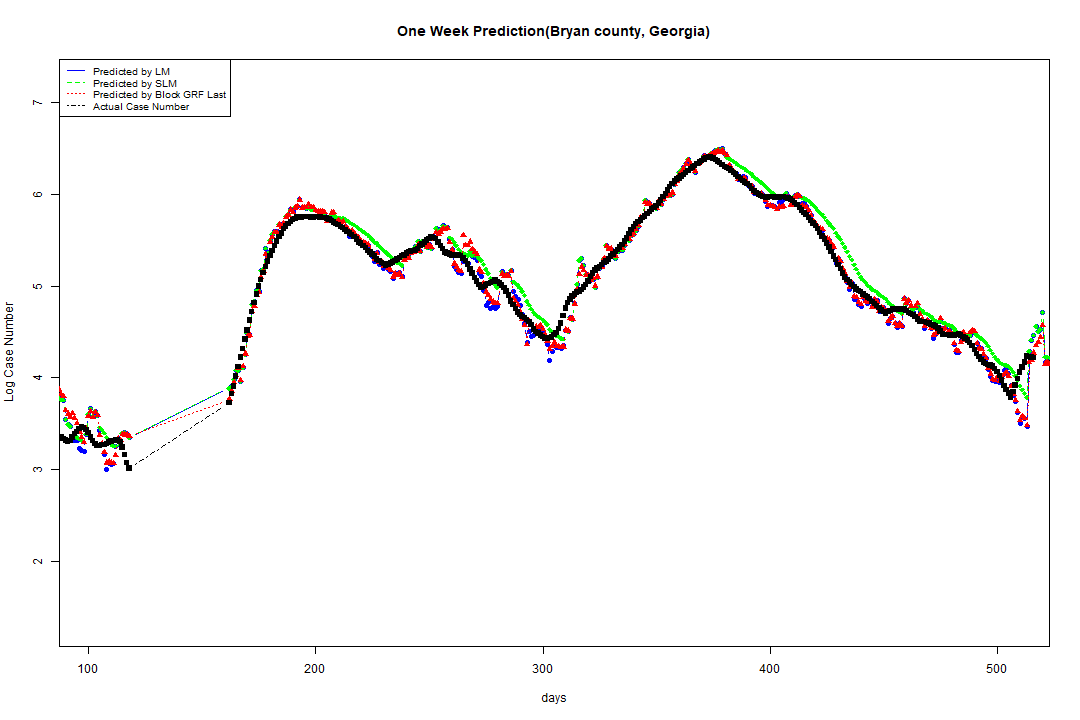 One Week Prediction(Bryan county, Georgia)
Predicted by LM
Predicted by SLM
Predicted by Block GRF Last
Actual Case Number
Log Case Number
7
6
5
4
3
2
100 200 300 400 500
days